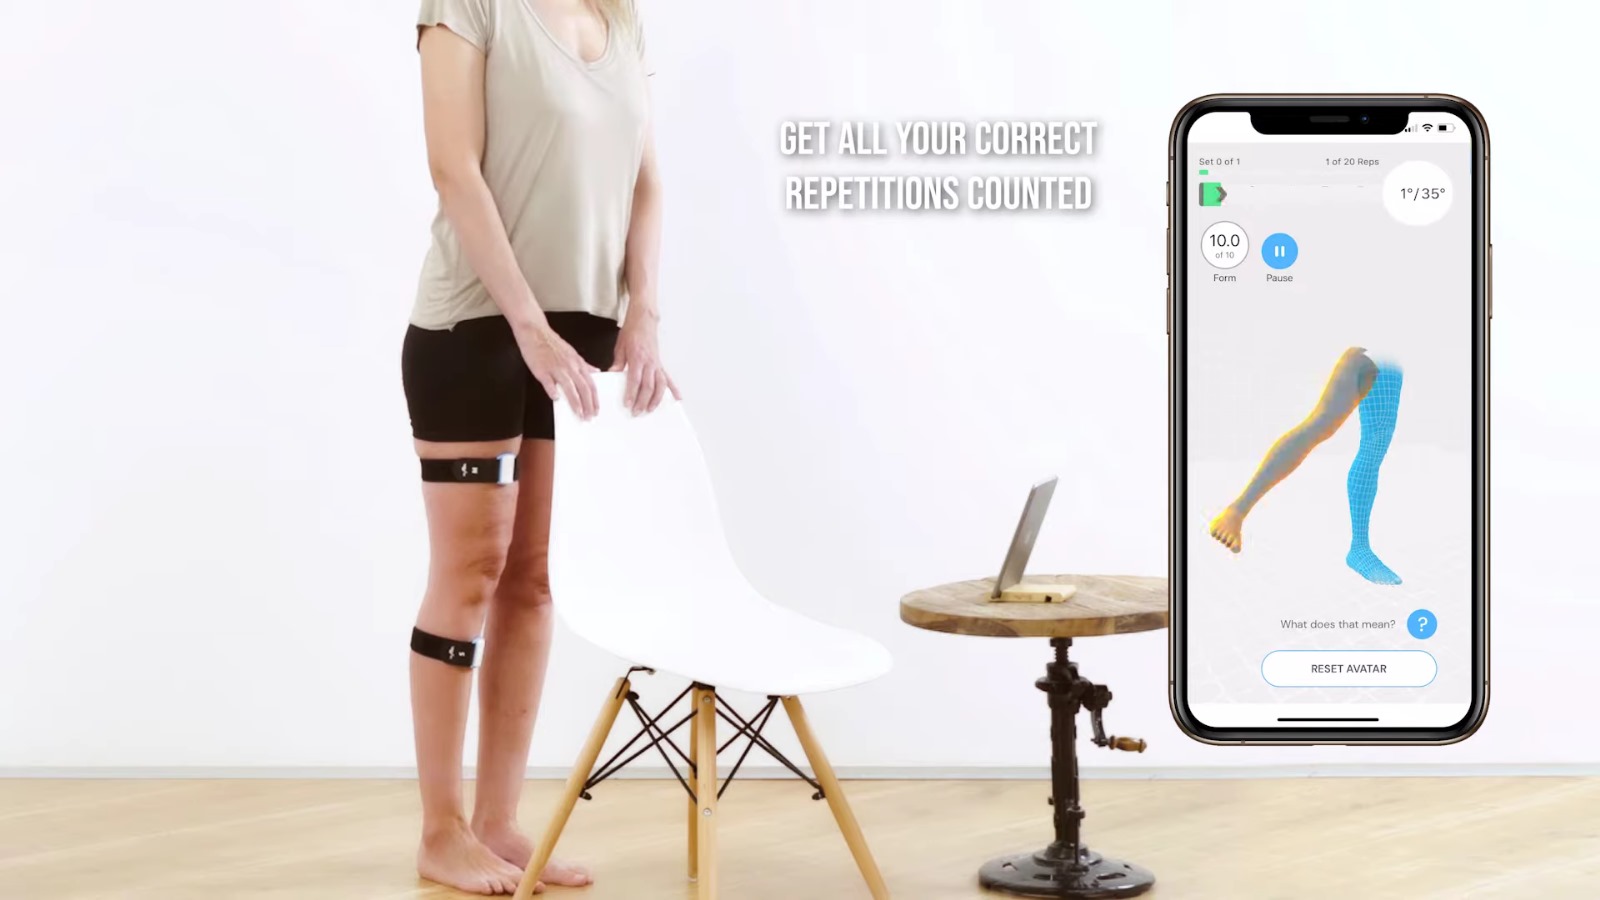 GET ALL YOUR CORRECT
REPETITIONS COUNTED
Set 0 of 1
1 of 20 Reps
1°/35°
10.0
of 10
Form
Pause
What does that mean?
?
RESET AVATAR